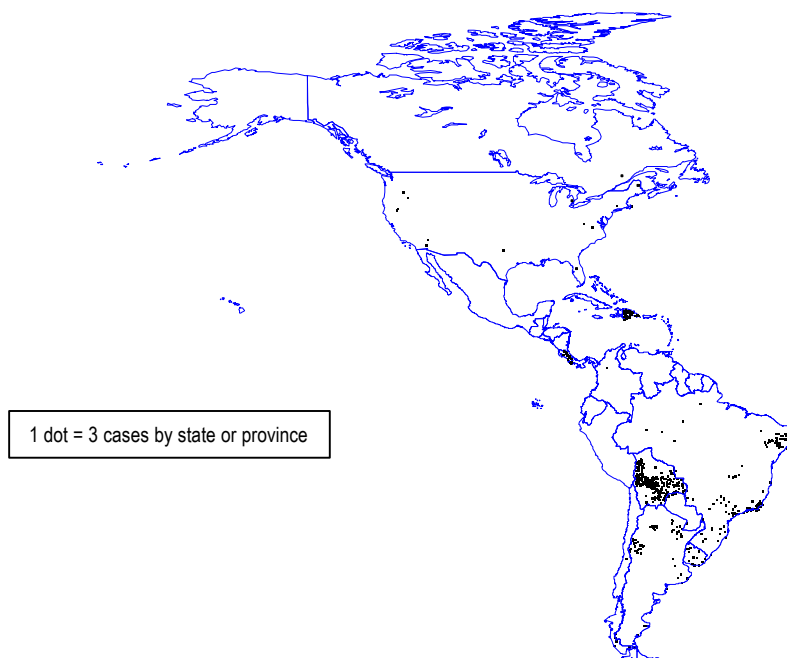 1 dot = 3 cases by state or province